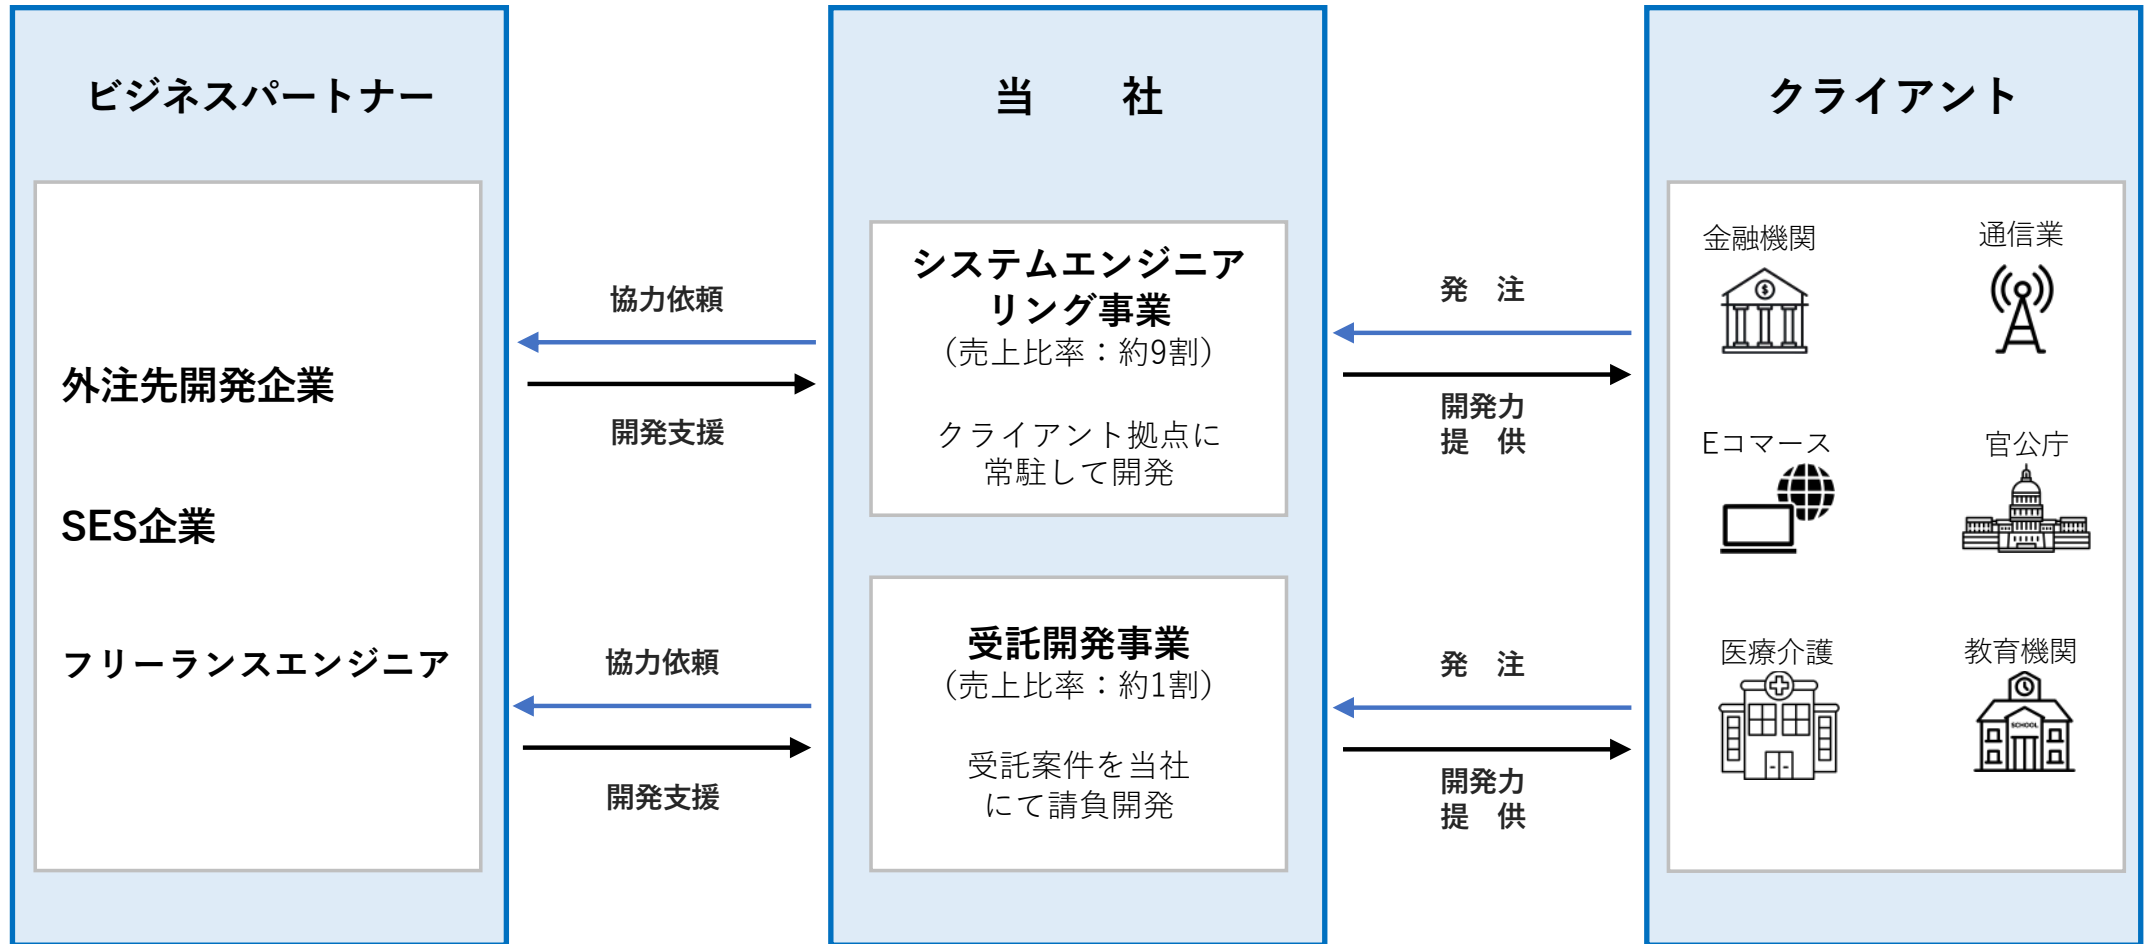 ビジネスパートナー
外注先開発企業
SES企業
フリーランスエンジニア
協力依頼
開発支援
協力依頼
開発支援
当　社
システムエンジニア
リング事業
（売上比率：約9割）
クライアント拠点に
常駐して開発
受託開発事業
（売上比率：約1割）
受託案件を当社
にて請負開発
発　注
開発力
提　供
発　注
開発力
提　供
クライアント
金融機関
通信業
$
Eコマース
官公庁
医療介護
教育機関
SCHOOL